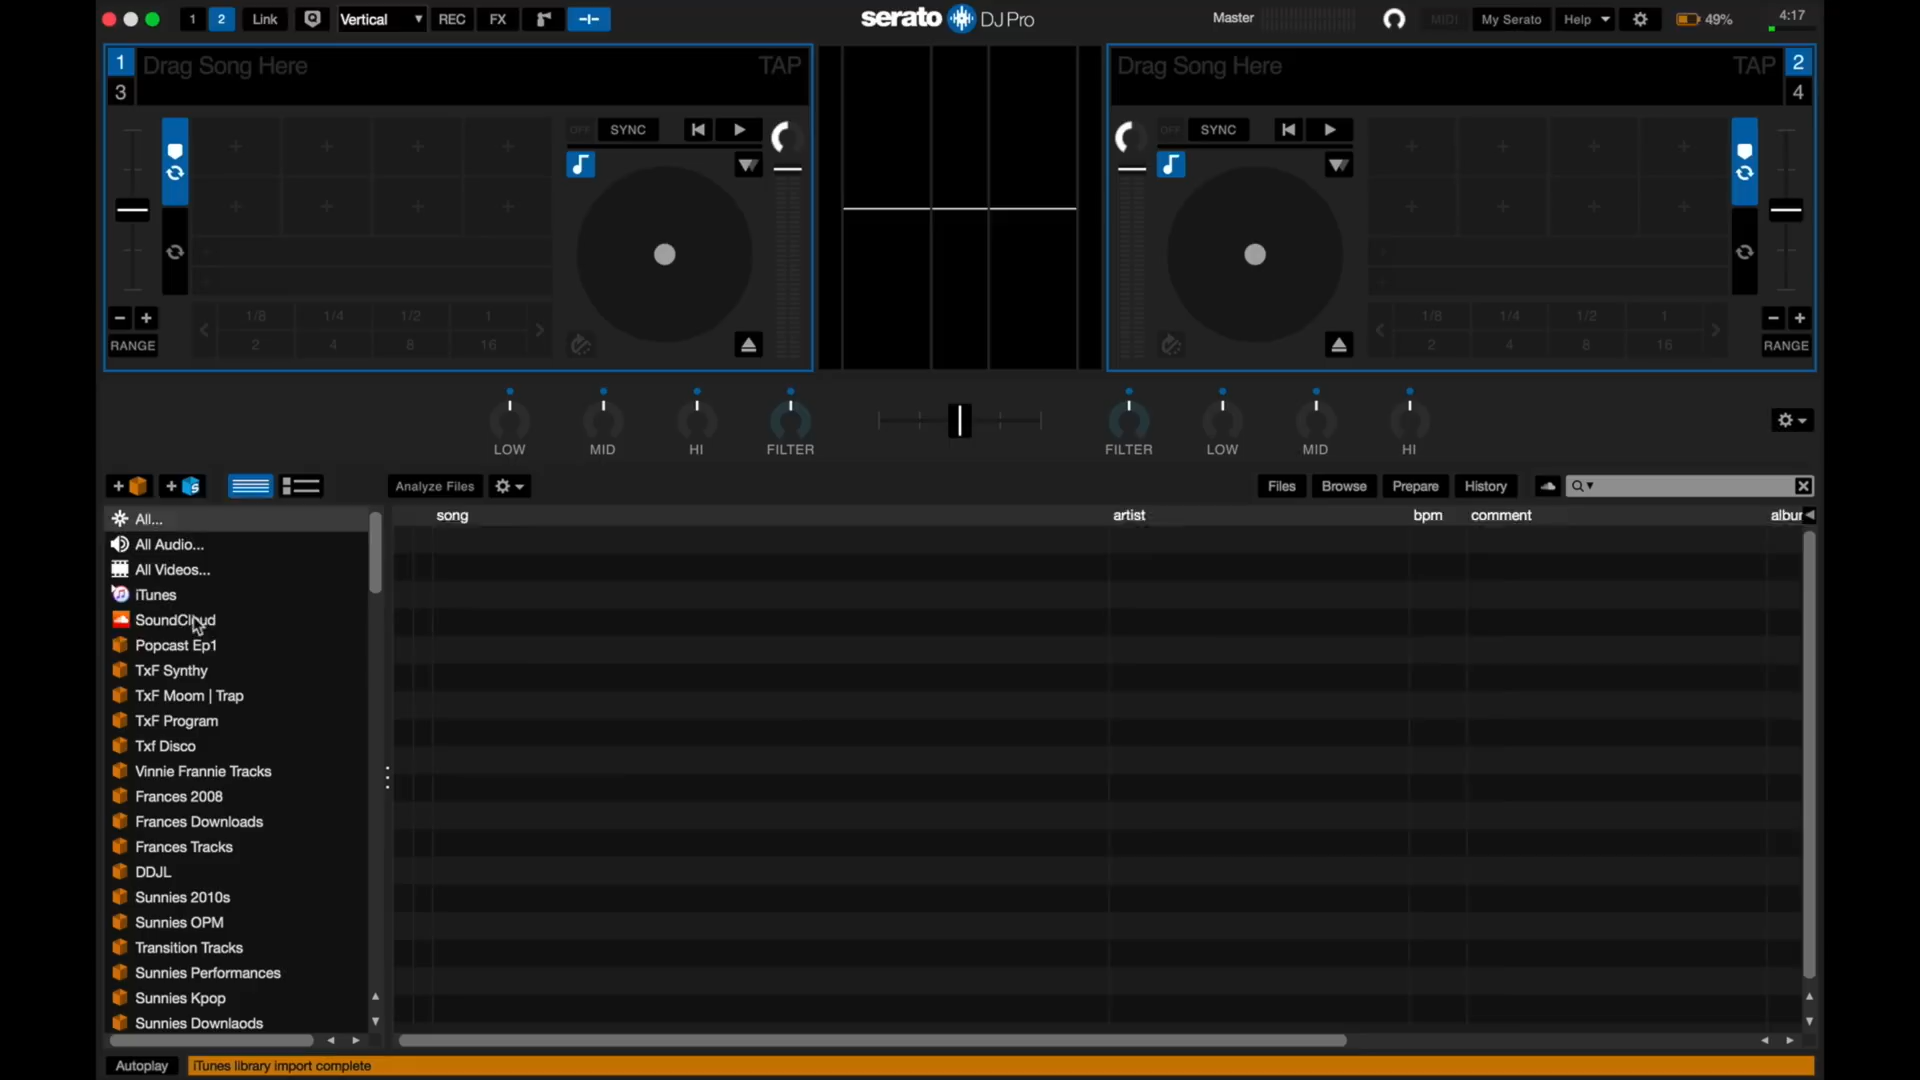 1 2 Link Vertical REC FX serato DJ Pro Master MIDI My Serato Help 49% 4:17
1 Drag Song Here TAP
3
Drag Song Here TAP 2
4
OFF SYNC
OFF SYNC
1/8 1/4 1/2 1
2 4 8 16
RANGE
1/8 1/4 1/2 1
2 4 8 16
RANGE
LOW MID HI FILTER
FILTER LOW MID HI
Analyze Files
Files Browse Prepare History
song artist bpm comment albur
All...
All Audio...
All Videos...
iTunes
SoundCloud
Popcast Ep1
TxF Synthy
TxF Moom | Trap
TxF Program
Txf Disco
Vinnie Frannie Tracks
Frances 2008
Frances Downloads
Frances Tracks
DDJL
Sunnies 2010s
Sunnies OPM
Transition Tracks
Sunnies Performances
Sunnies Kpop
Sunnies Downlaods
Autoplay iTunes library import complete